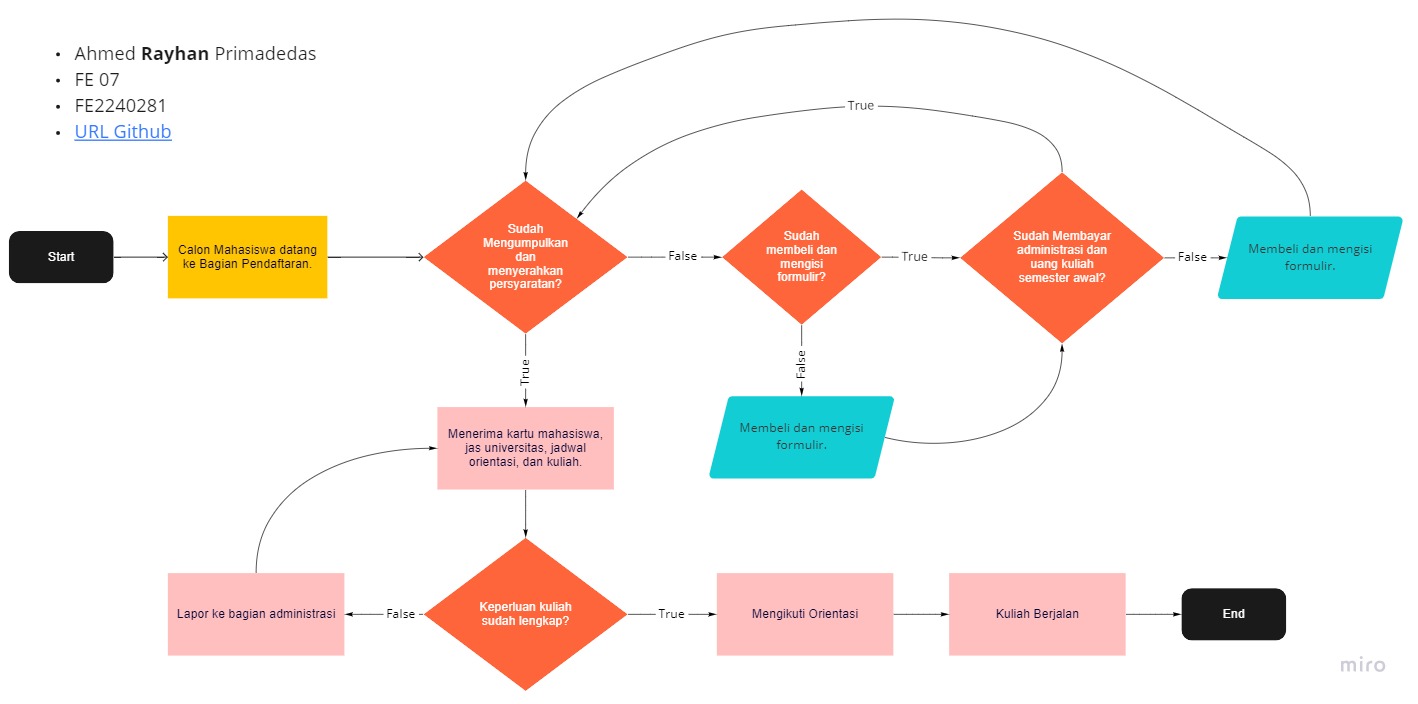 Ahmed Rayhan Primadedas
FE 07
FE2240281
URL Github
True
Start
Calon Mahasiswa datang
ke Bagian Pendaftaran.
Sudah
Mengumpulkan
dan
menyerahkan
persyaratan?
False
Sudah
membeli dan
mengisi
formulir?
True
Sudah Membayar
administrasi dan
uang kuliah
semester awal?
False
Membeli dan mengisi
formulir.
True
False
Menerima kartu mahasiswa,
jas universitas, jadwal
orientasi, dan kuliah.
Membeli dan mengisi
formulir.
Lapor ke bagian administrasi
False
Keperluan kuliah
sudah lengkap?
True
Mengikuti Orientasi
Kuliah Berjalan
End
miro